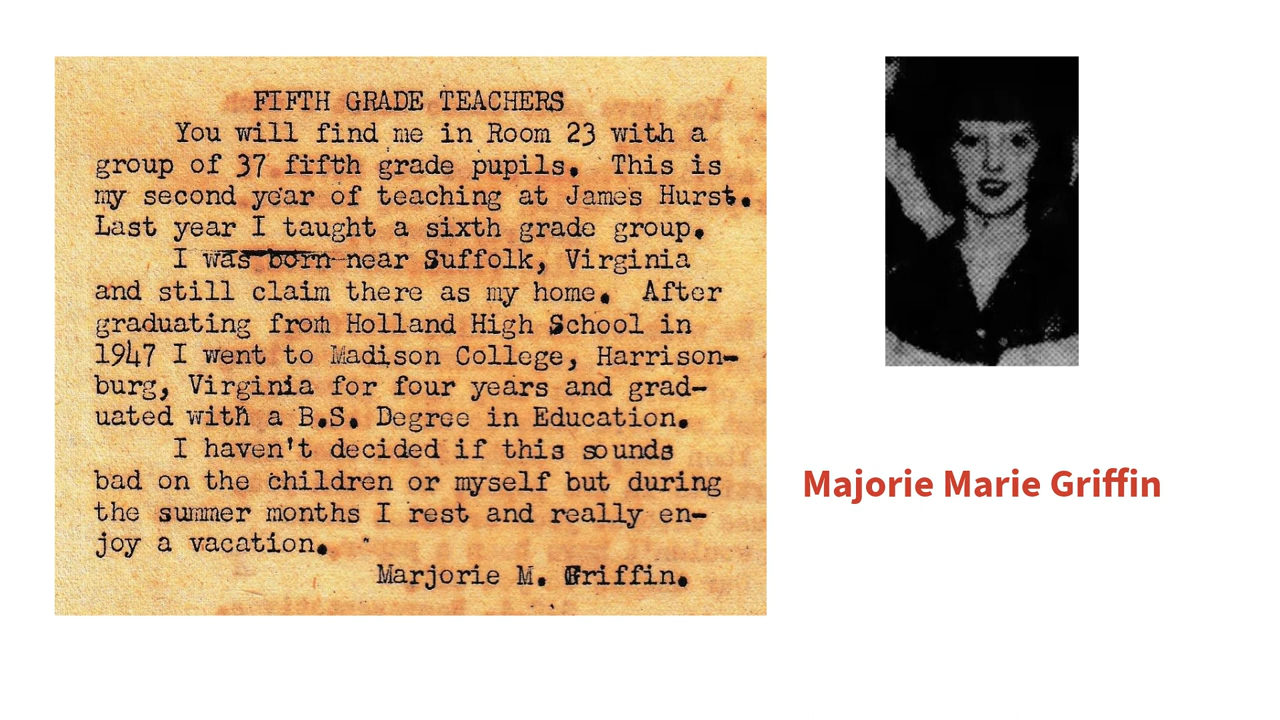 FIFTH GRADE TEACHERS
You will find me in Room 23 with a
group of 37 fifth grade pupils. This is
my second year of teaching at James Hurst.
Last year I taught a sixth grade group.
I was born near Suffolk, Virginia
and still claim there as my home. After
graduating from Holland High School in
1947 I went to Madison College, Harrison-
burg, Virginia for four years and grad-
uated with a B.S. Degree in Education.
I haven't decided if this sounds
bad on the children or myself but during
the summer months I rest and really en-
joy a vacation.
Marjorie M. Griffin.
Majorie Marie Griffin